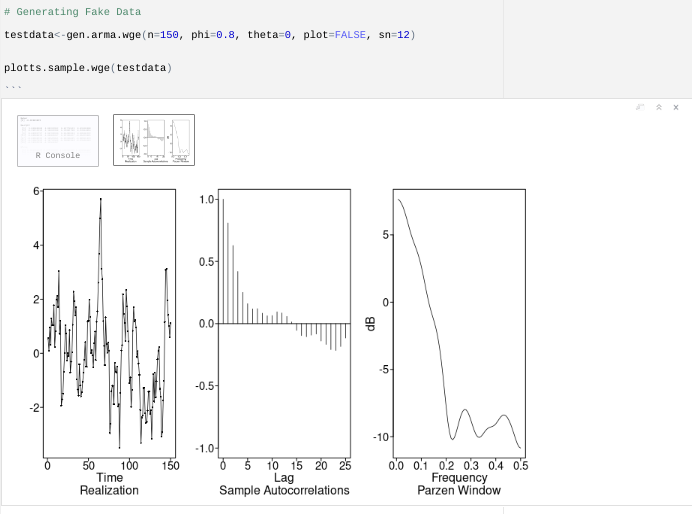 # Generating Fake Data
testdata<-gen.arma.wge(n=150, phi=0.8, theta=0, plot=FALSE, sn=12)
plotts.sample.wge(testdata)
...
R Console
6
4
2
0
-2
0 50 100 150
Time
Realization
1.0
0.5
0.0
-0.5
-1.0
0 5 10 15 20 25
Lag
Sample Autocorrelations
dB
5
0
-5
-10
0.0 0.1 0.2 0.3 0.4 0.5
Frequency
Parzen Window